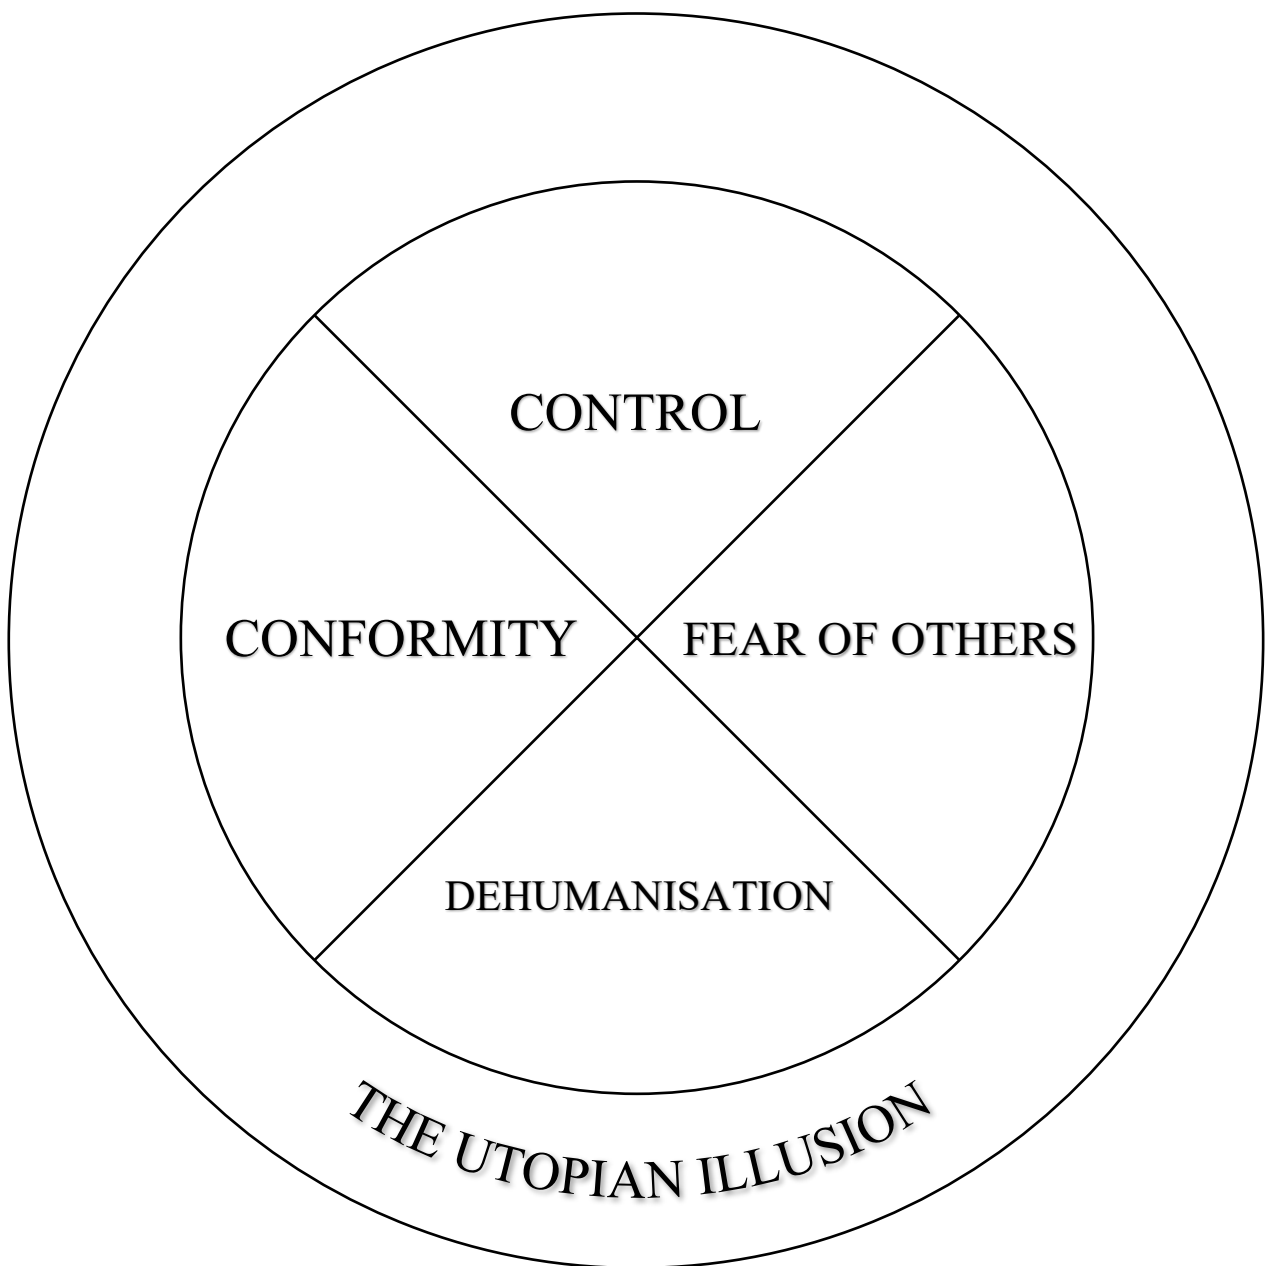 CONTROL
CONFORMITY
FEAR OF OTHERS
DEHUMANISATION
THE UTOPIAN ILLUSION